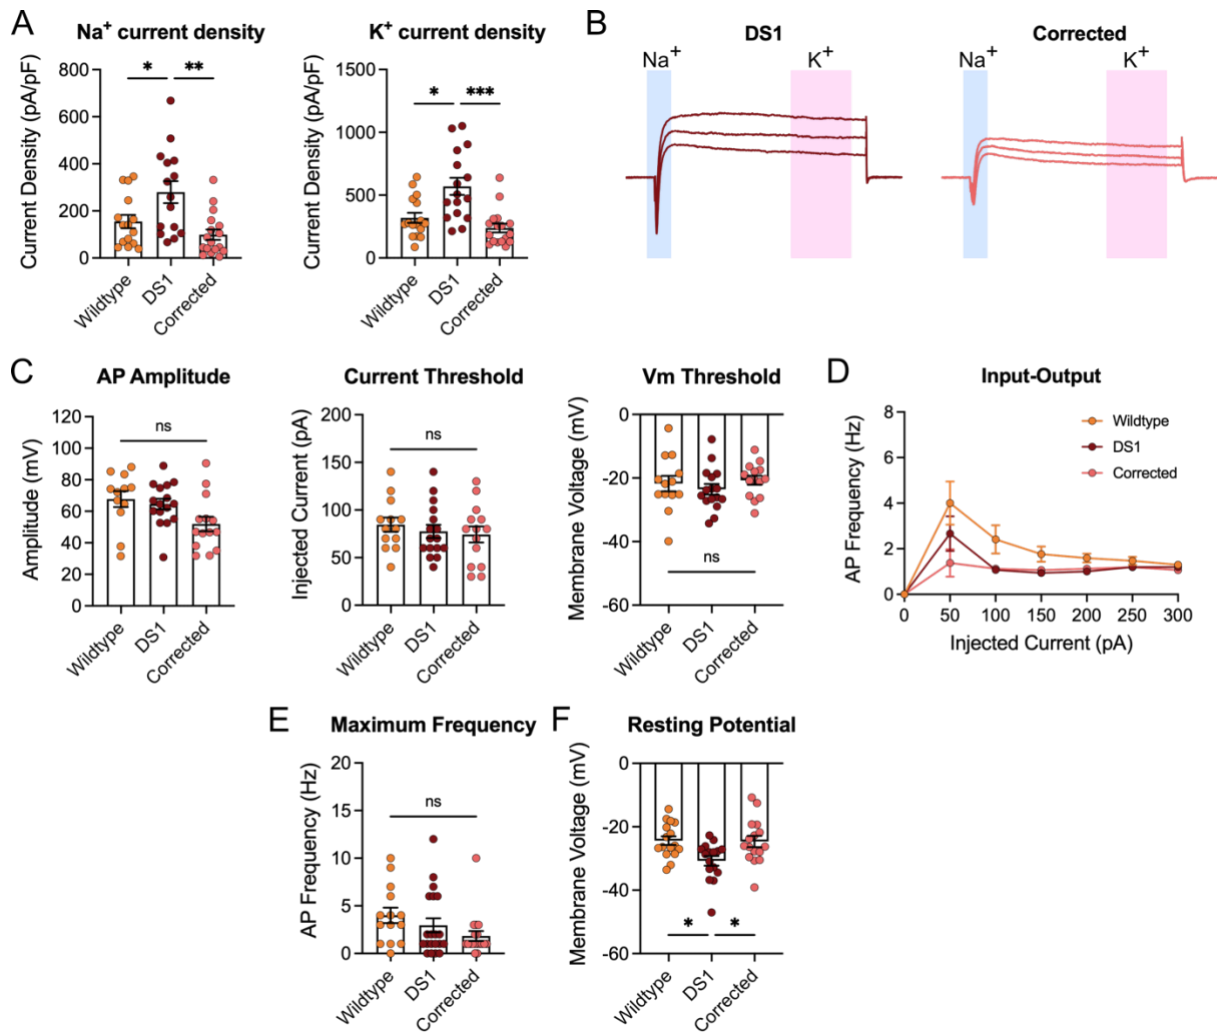 A
Na⁺ current density
Current Density (pA/pF)
800
600
400
200
0
*
**
Wildtype
DS1
Corrected
K⁺ current density
Current Density (pA/pF)
1500
1000
500
0
*
***
Wildtype
DS1
Corrected
B
DS1
Na⁺
K⁺
Corrected
Na⁺
K⁺
C
AP Amplitude
Amplitude (mV)
120
100
80
60
40
20
0
ns
Wildtype
DS1
Corrected
Current Threshold
Injected Current (pA)
200
150
100
50
0
ns
Wildtype
DS1
Corrected
Vm Threshold
Membrane Voltage (mV)
0
-20
-40
-60
ns
Wildtype
DS1
Corrected
D
Input-Output
AP Frequency (Hz)
8
6
4
2
0
Wildtype
DS1
Corrected
0 50 100 150 200 250 300
Injected Current (pA)
E
Maximum Frequency
AP Frequency (Hz)
20
15
10
5
0
ns
Wildtype
DS1
Corrected
F
Resting Potential
Membrane Voltage (mV)
0
-20
-40
-60
*
*
Wildtype
DS1
Corrected